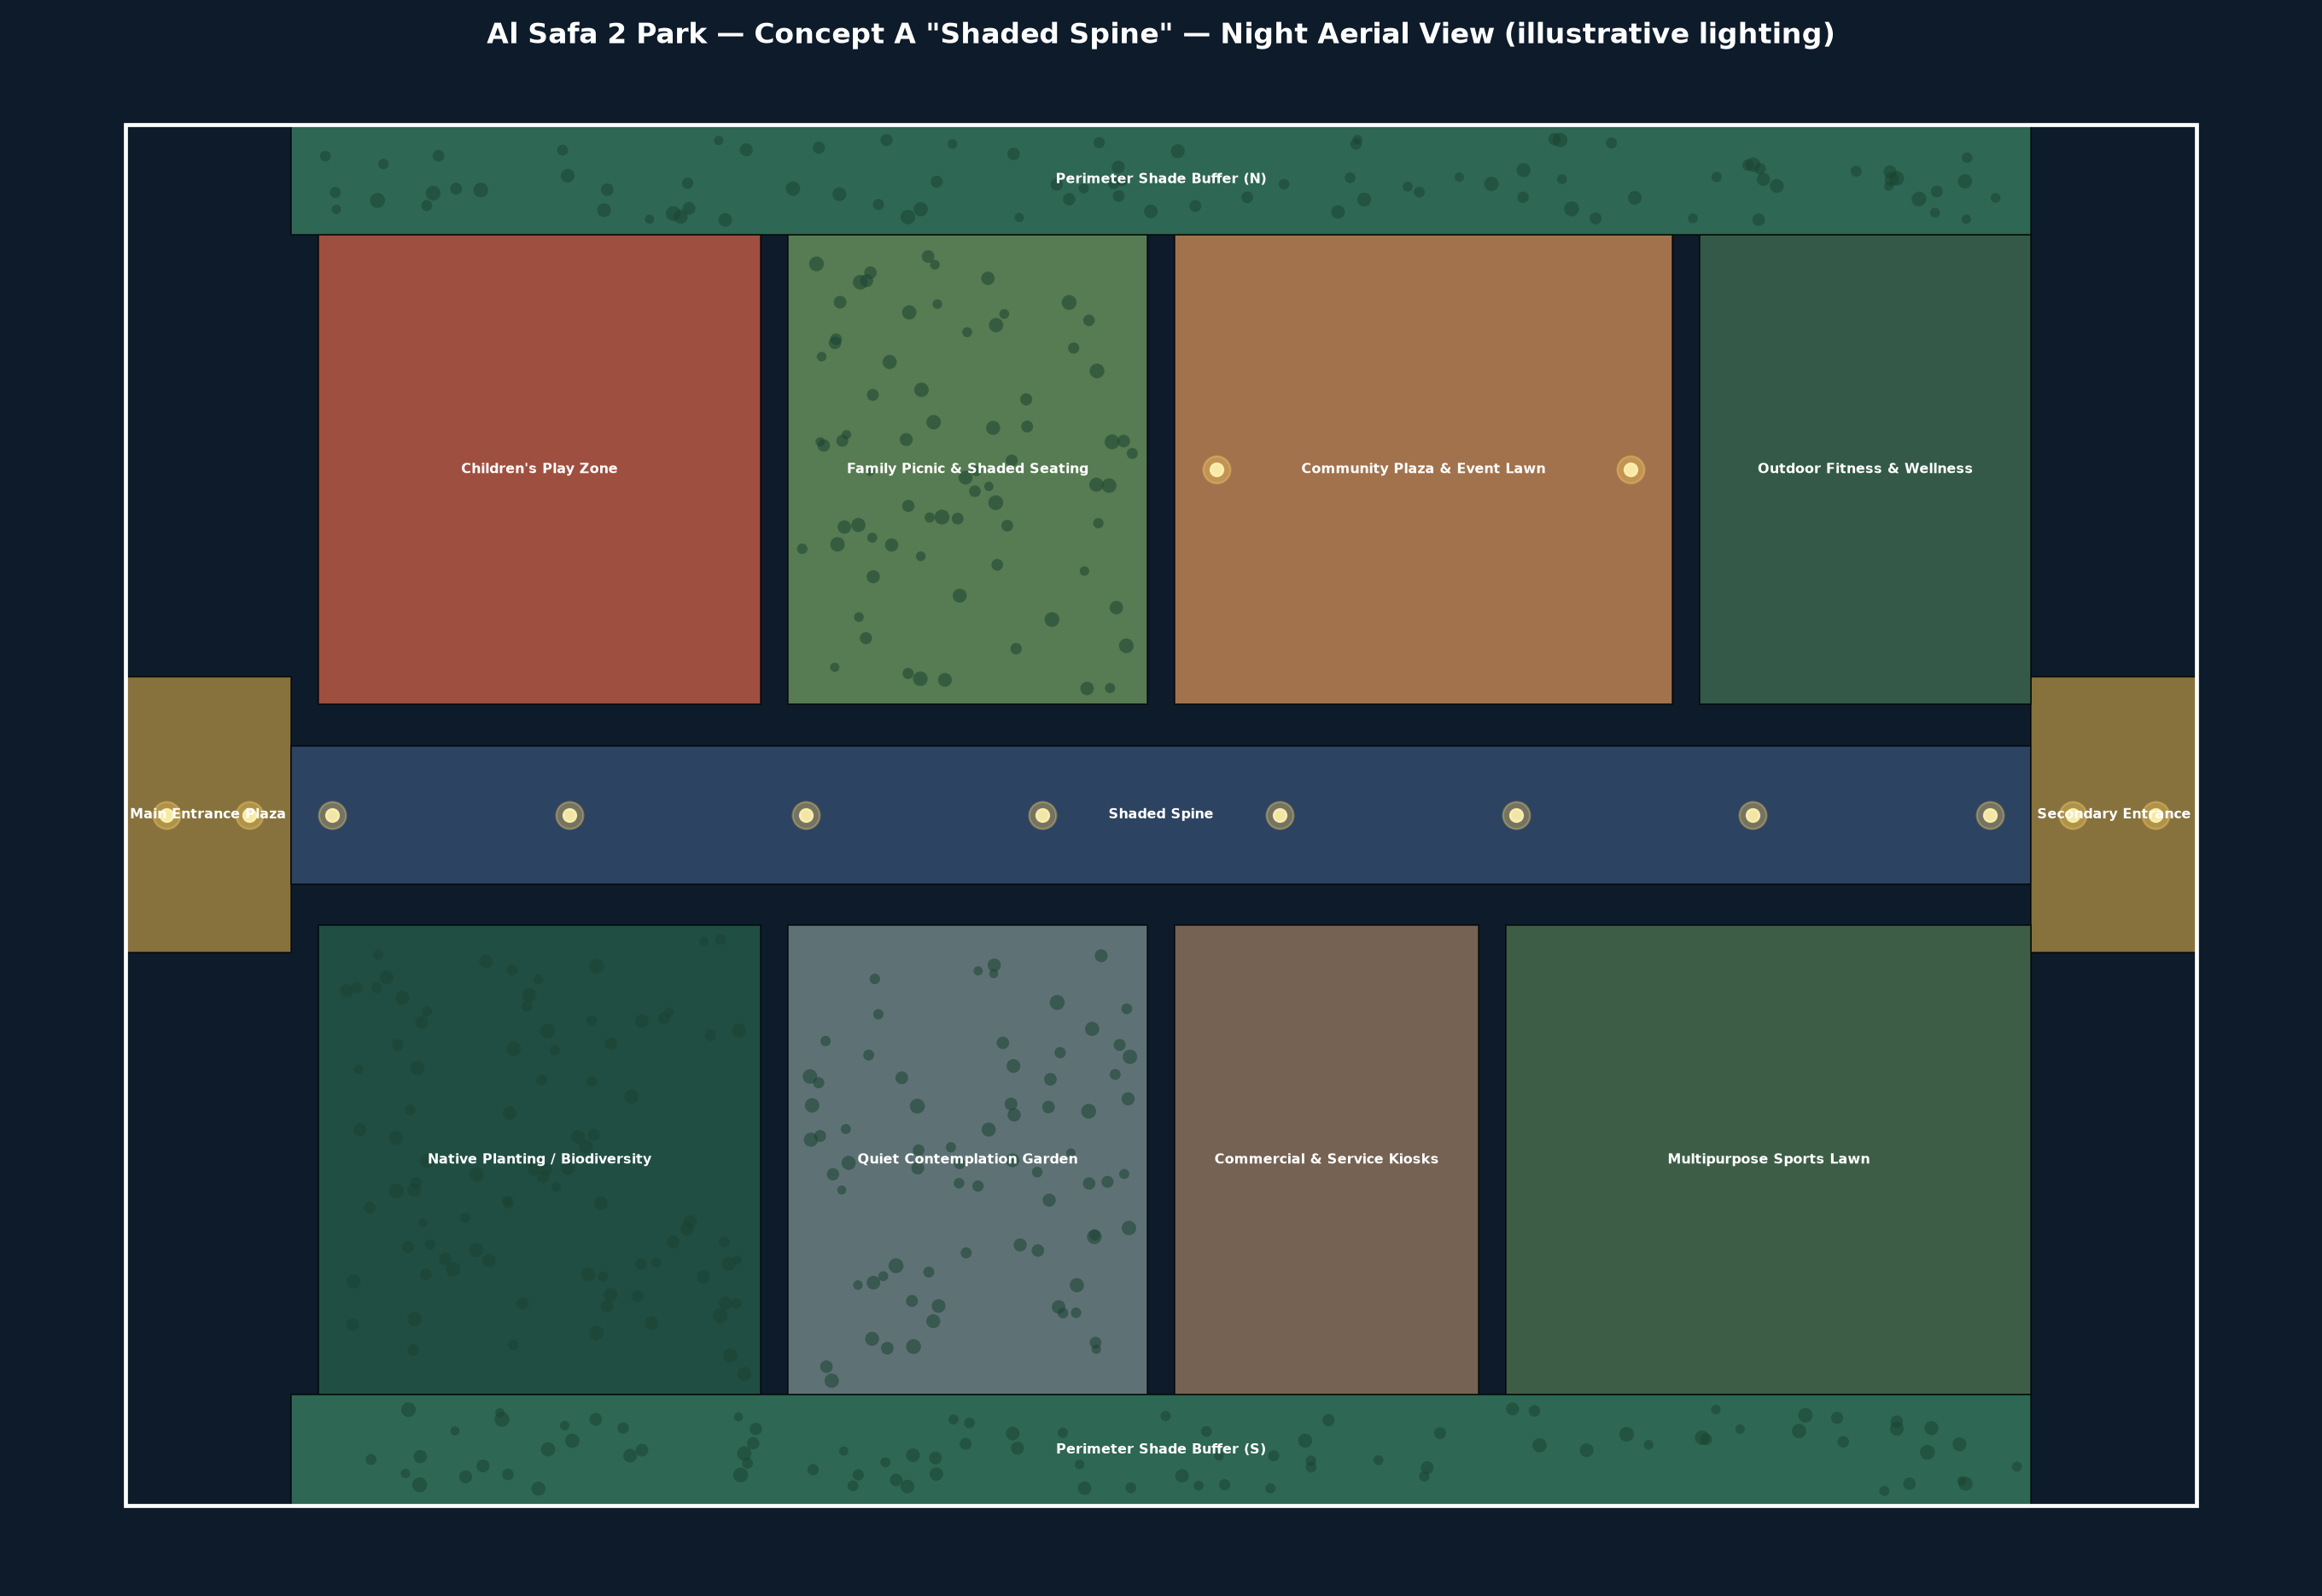 Al Safa 2 Park — Concept A "Shaded Spine" — Night Aerial View (illustrative lighting)
Perimeter Shade Buffer (N)
Children's Play Zone
Family Picnic & Shaded Seating
Community Plaza & Event Lawn
Outdoor Fitness & Wellness
Main Entrance Plaza
Shaded Spine
Secondary Entrance
Native Planting / Biodiversity
Quiet Contemplation Garden
Commercial & Service Kiosks
Multipurpose Sports Lawn
Perimeter Shade Buffer (S)